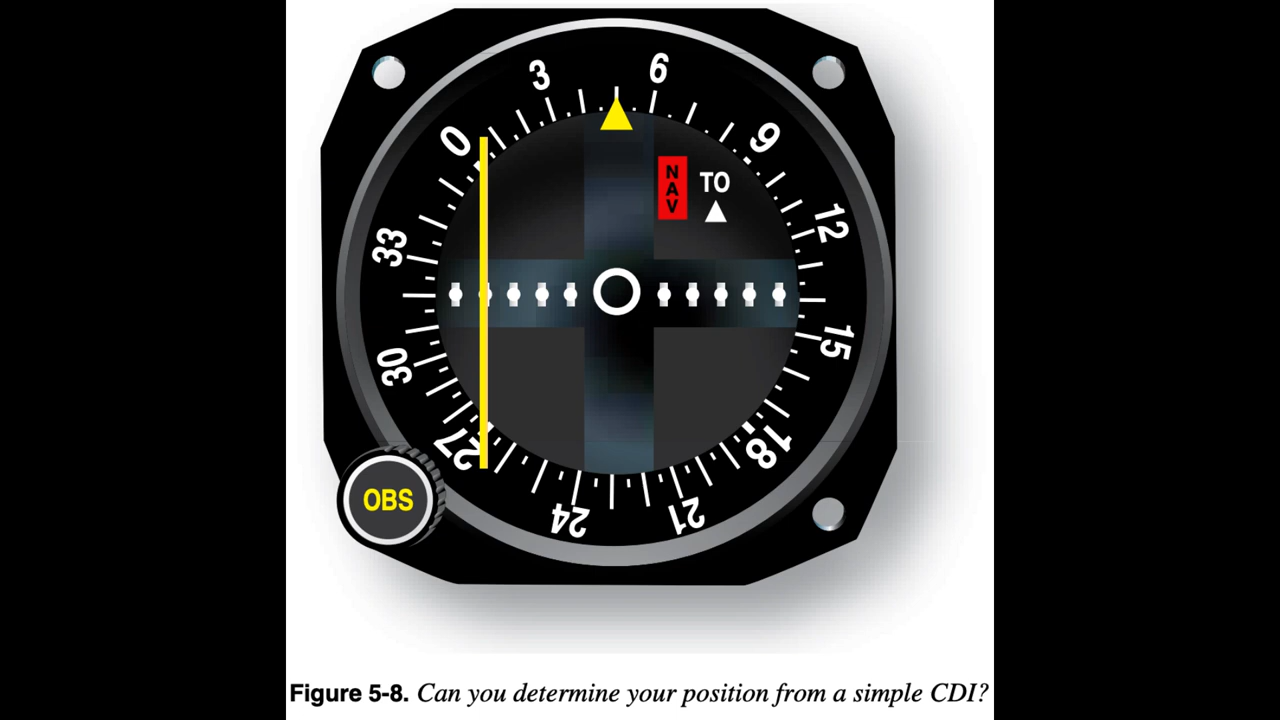 3 6
0 9
NAV TO
33 12
30 15
27 18
OBS
24 21
Figure 5-8. Can you determine your position from a simple CDI?